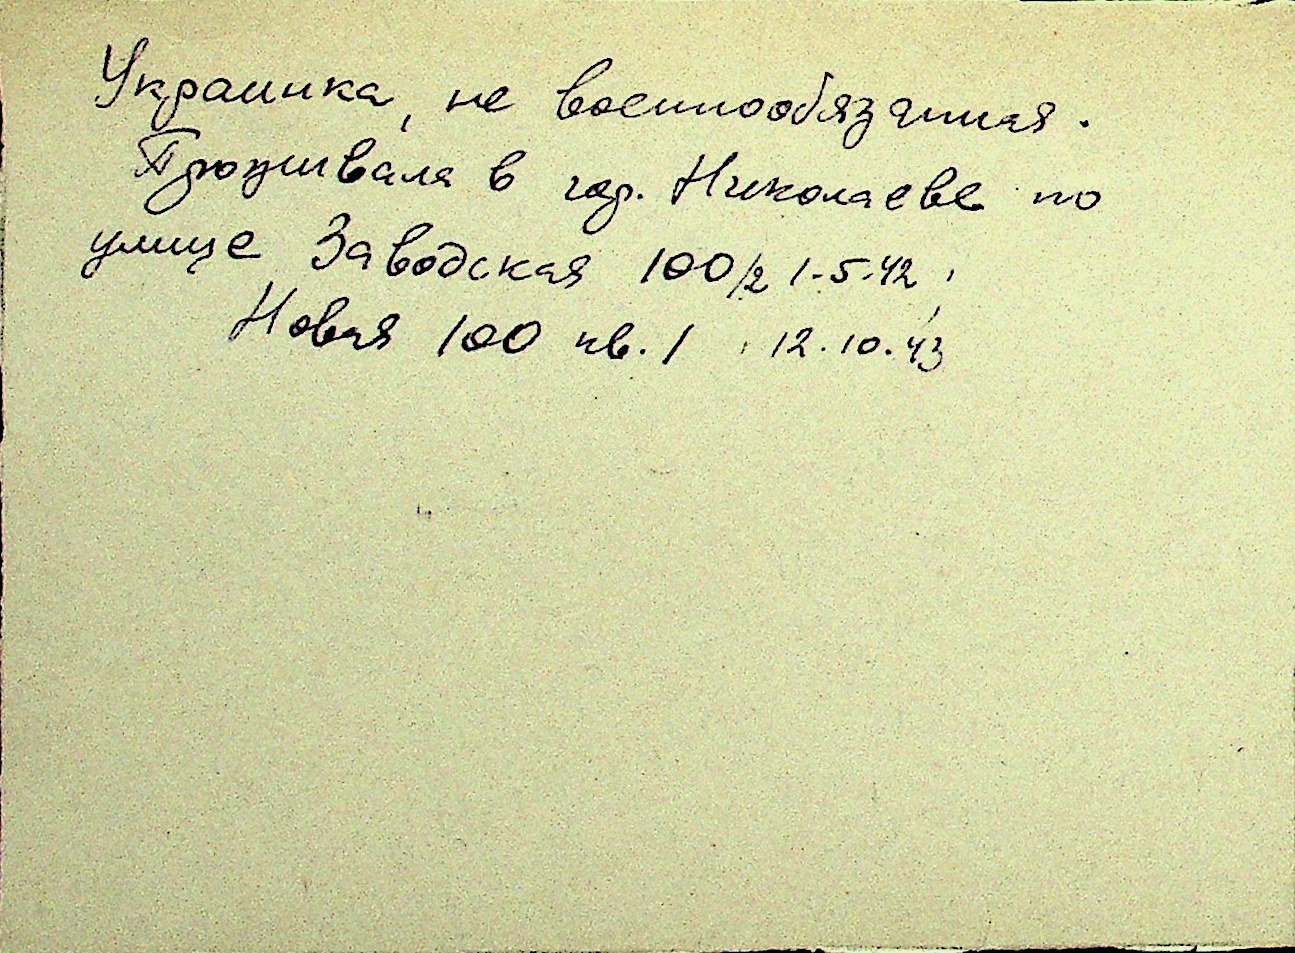 Украинка, не военнообязанная.
Проживала в гор. Николаеве по
улице Заводская 100/2 1.5.42,
Новая 100 кв. 1, 12.10.43